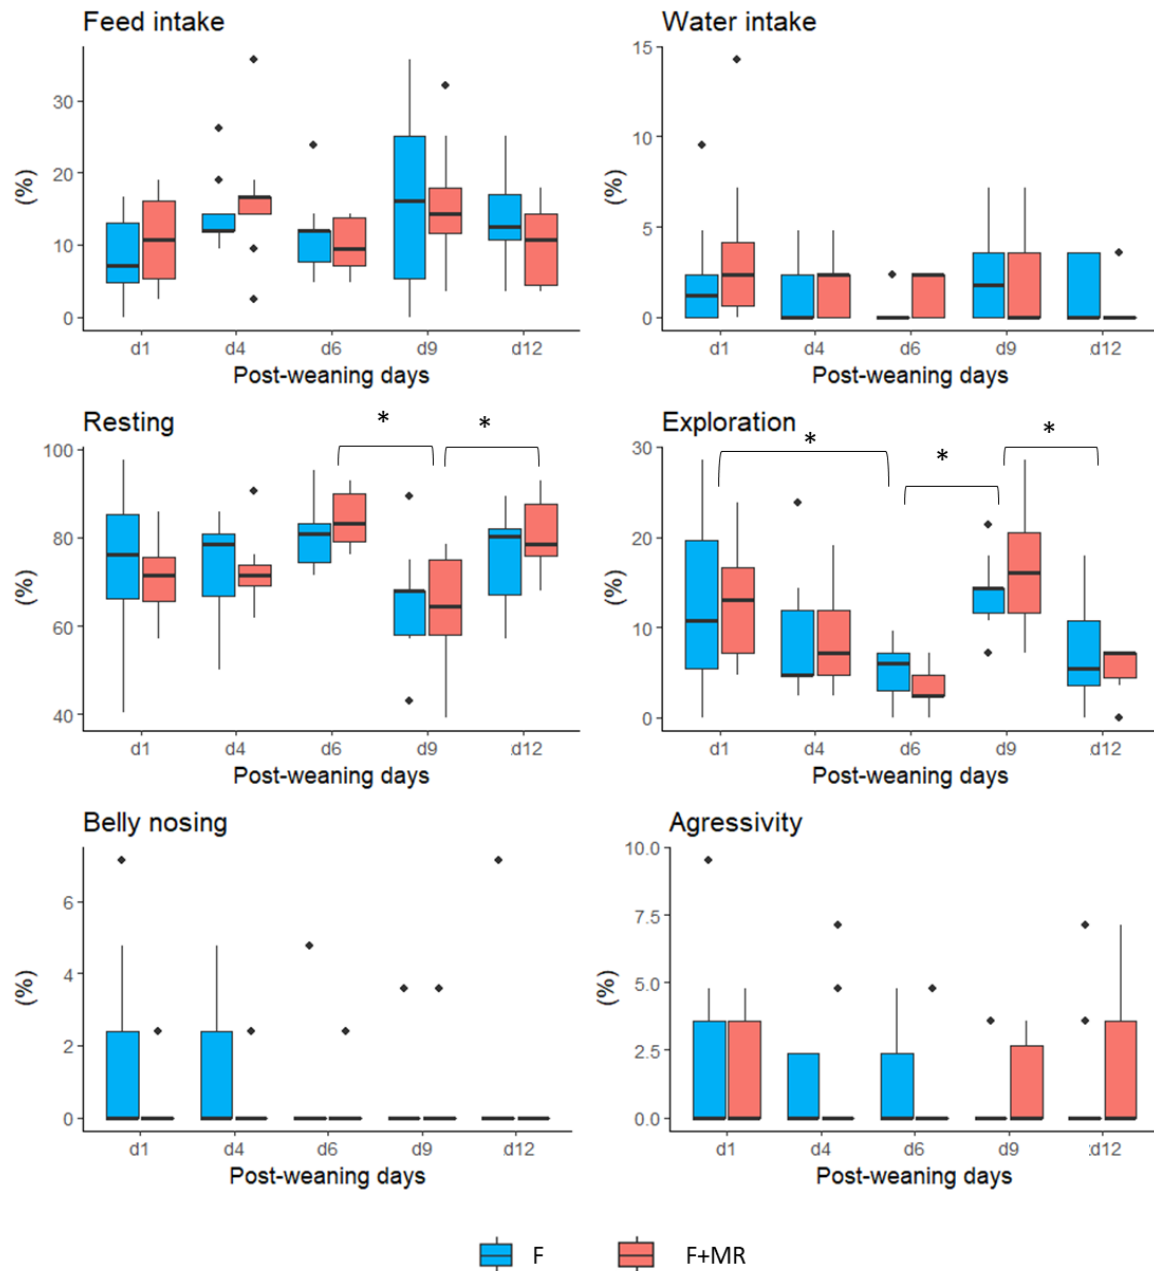 Feed intake
(%)
30
20
10
0
d1 d4 d6 d9 d12
Post-weaning days
Water intake
(%)
15
10
5
0
d1 d4 d6 d9 d12
Post-weaning days
Resting
* *
(%)
100
80
60
40
d1 d4 d6 d9 d12
Post-weaning days
Exploration
* * *
(%)
30
20
10
0
d1 d4 d6 d9 d12
Post-weaning days
Belly nosing
(%)
6
4
2
0
d1 d4 d6 d9 d12
Post-weaning days
Agressivity
(%)
10.0
7.5
5.0
2.5
0.0
d1 d4 d6 d9 d12
Post-weaning days
F F+MR